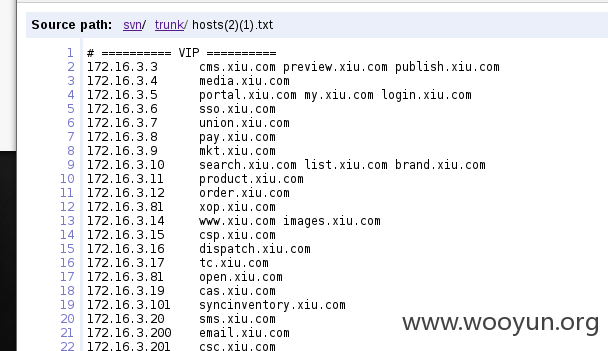 Source path: svn/ trunk/ hosts(2)(1).txt
1 # ========== VIP ==========
2 172.16.3.3 cms.xiu.com preview.xiu.com publish.xiu.com
3 172.16.3.4 media.xiu.com
4 172.16.3.5 portal.xiu.com my.xiu.com login.xiu.com
5 172.16.3.6 sso.xiu.com
6 172.16.3.7 union.xiu.com
7 172.16.3.8 pay.xiu.com
8 172.16.3.9 mkt.xiu.com
9 172.16.3.10 search.xiu.com list.xiu.com brand.xiu.com
10 172.16.3.11 product.xiu.com
11 172.16.3.12 order.xiu.com
12 172.16.3.81 xop.xiu.com
13 172.16.3.14 www.xiu.com images.xiu.com
14 172.16.3.15 csp.xiu.com
15 172.16.3.16 dispatch.xiu.com
16 172.16.3.17 tc.xiu.com
17 172.16.3.81 open.xiu.com
18 172.16.3.19 cas.xiu.com
19 172.16.3.101 syncinventory.xiu.com
20 172.16.3.20 sms.xiu.com
21 172.16.3.200 email.xiu.com
22 172.16.3.201 csc.xiu.com
www.wooyun.org